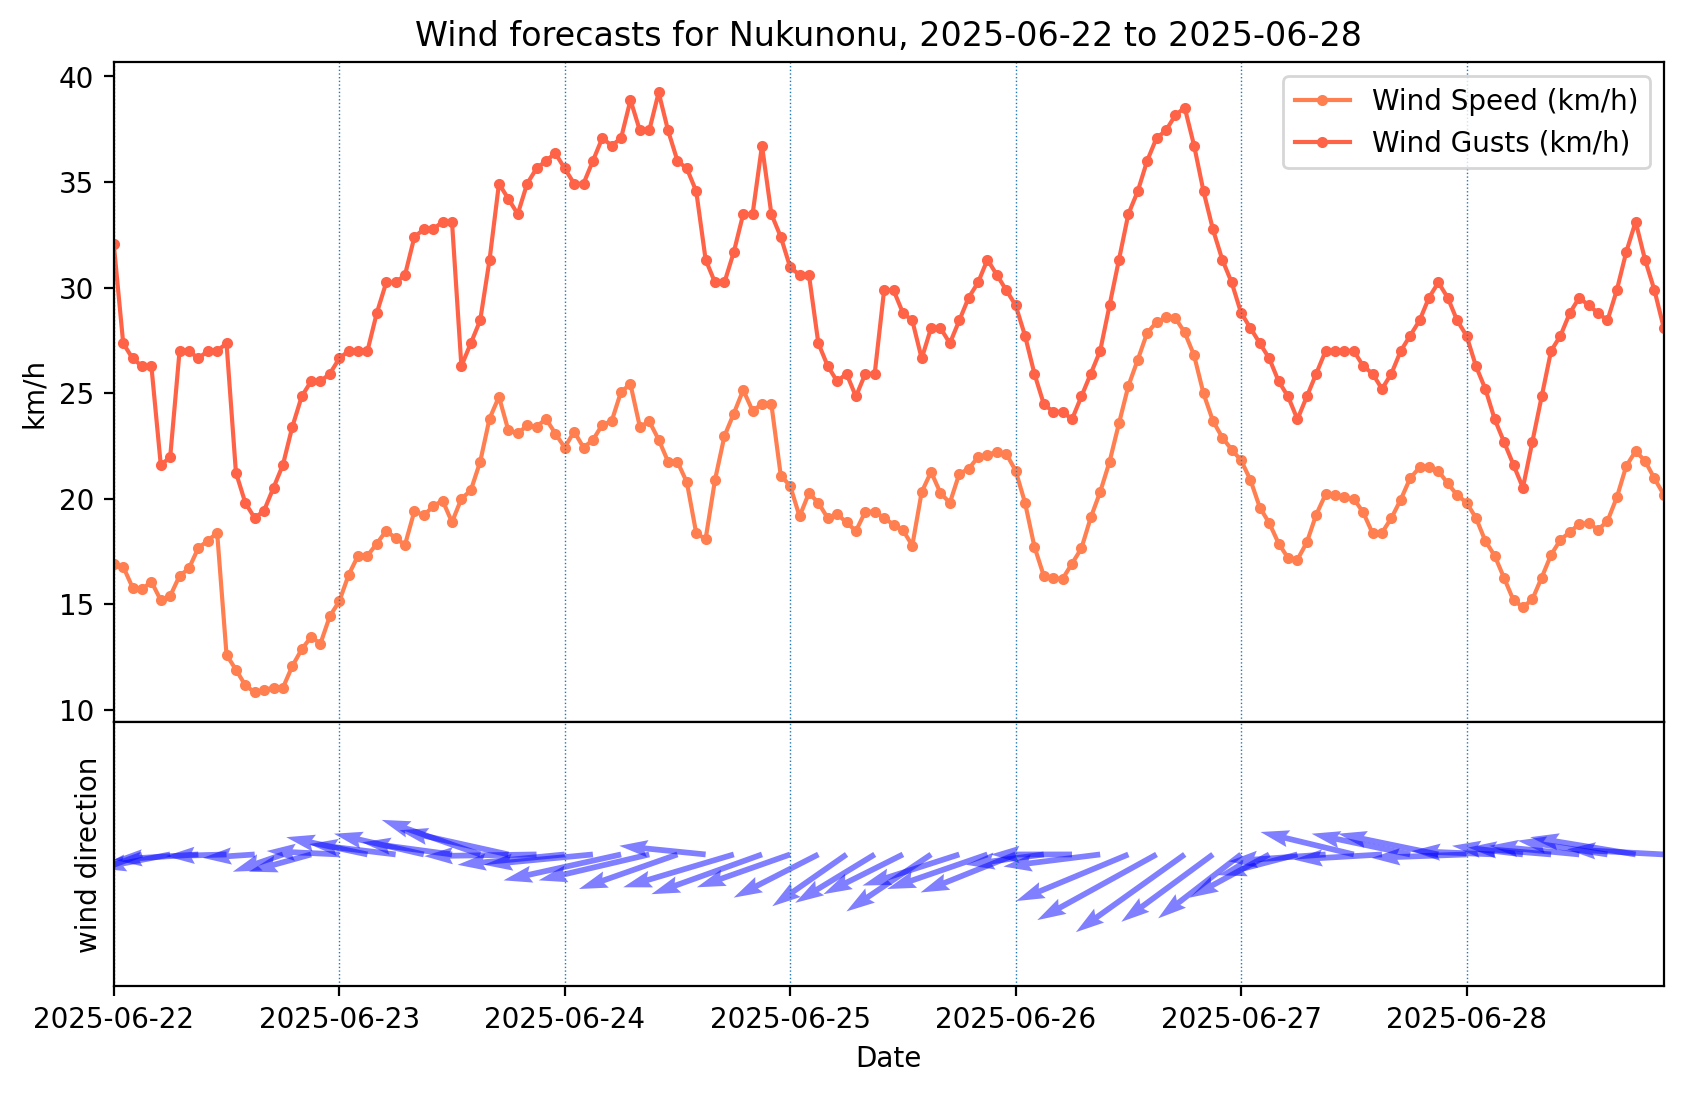 Wind forecasts for Nukunonu, 2025-06-22 to 2025-06-28
40
35
30
25
20
15
10
km/h
Wind Speed (km/h)
Wind Gusts (km/h)
wind direction
2025-06-22
2025-06-23
2025-06-24
2025-06-25
2025-06-26
2025-06-27
2025-06-28
Date